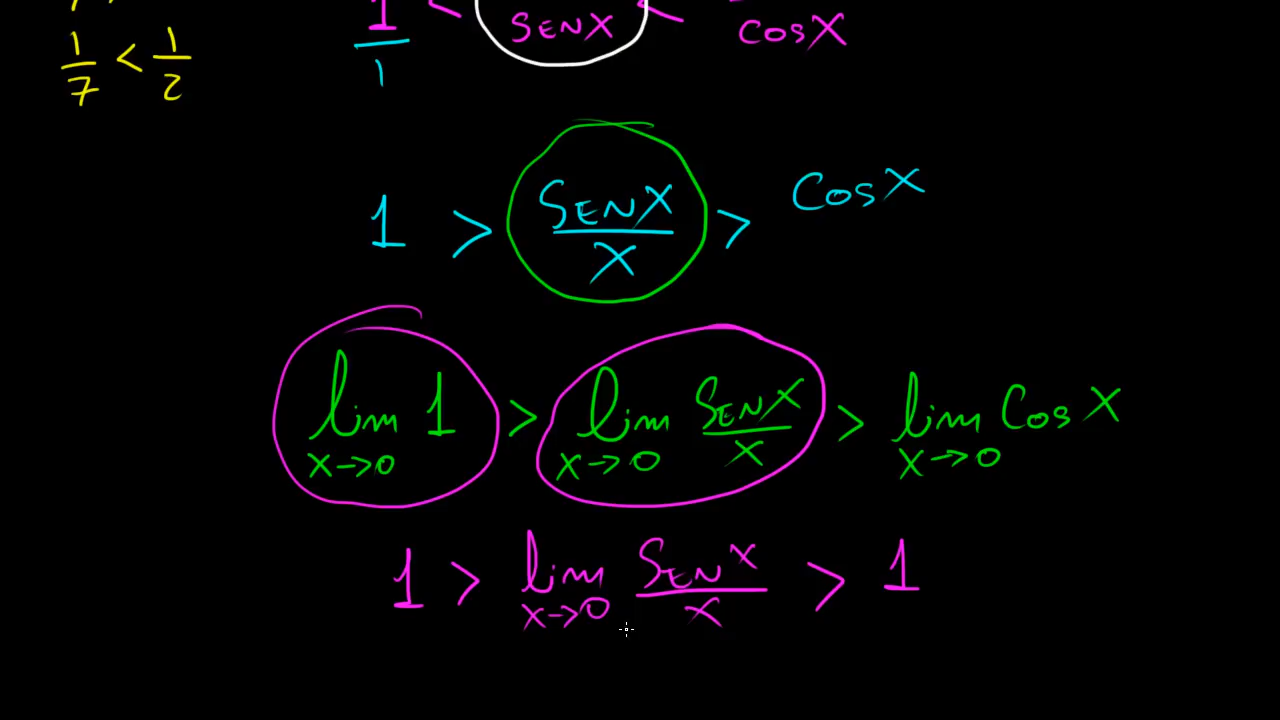 1 < SENX < COSX
1
1/7 < 1/2
1 > SENX/X > COSX
lim 1 > lim SENX/X > lim COSX
X→0 X→0 X→0
1 > lim SENX/X > 1
X→0